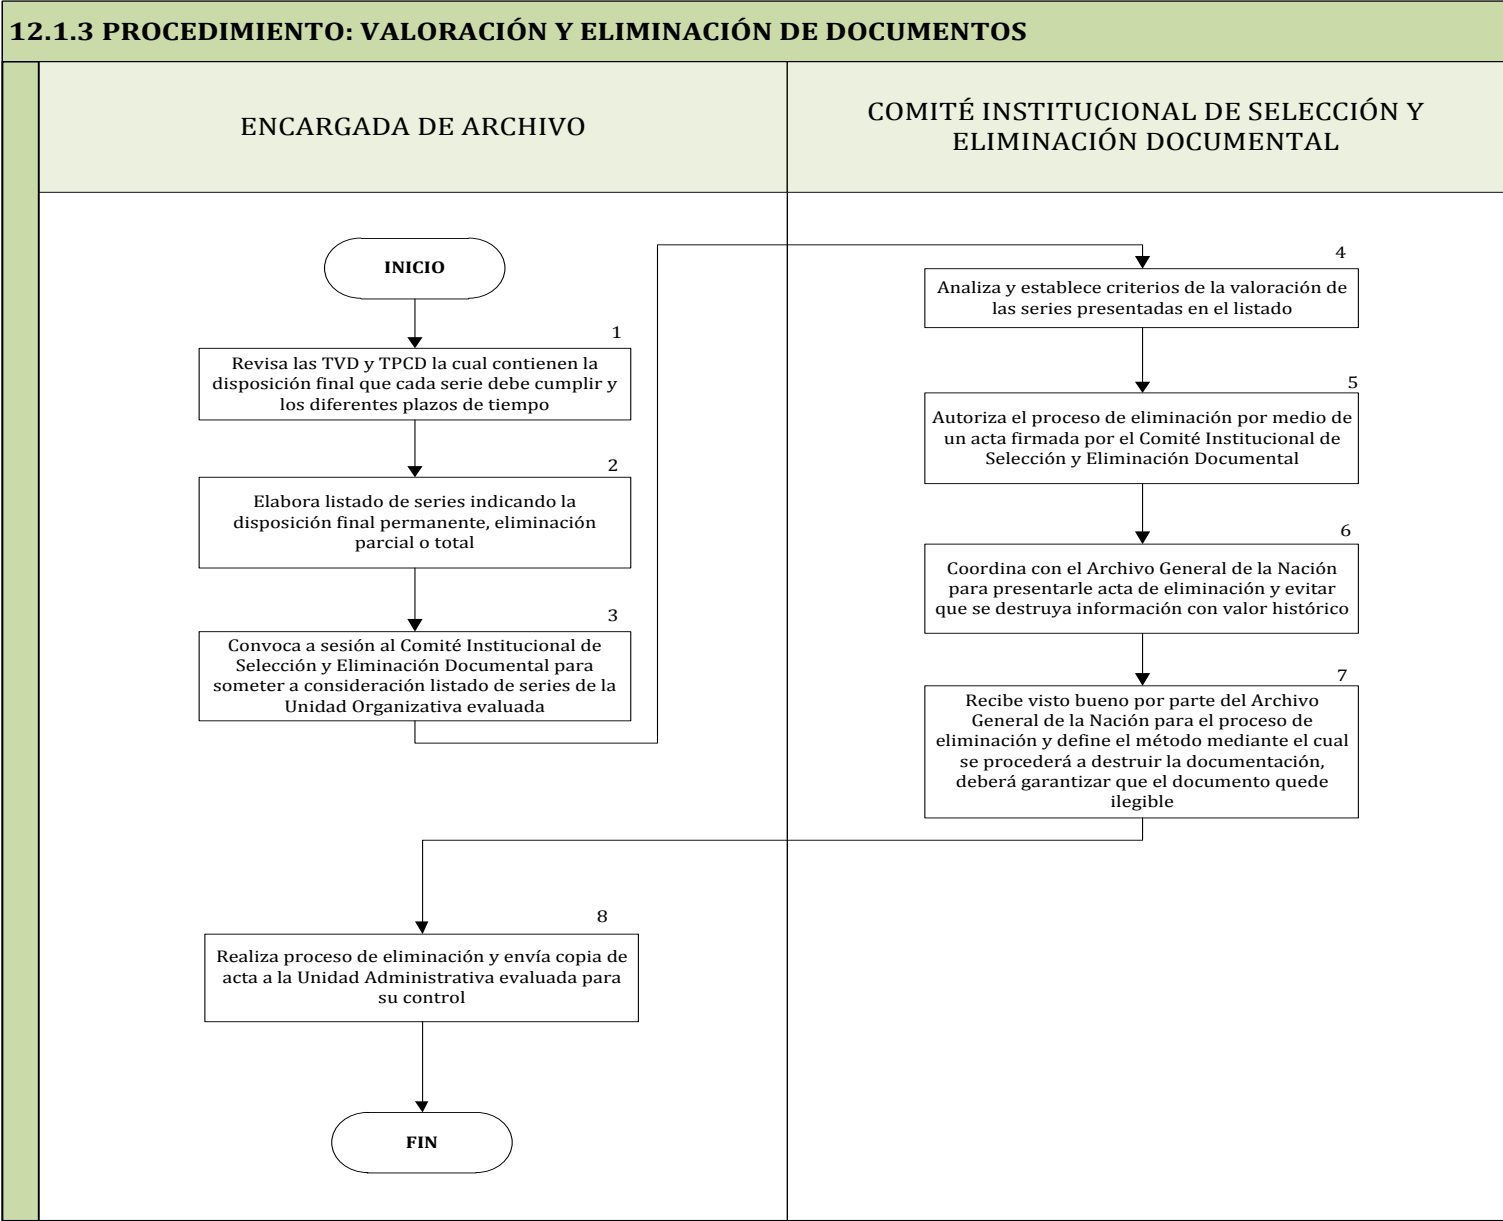 12.1.3 PROCEDIMIENTO: VALORACIÓN Y ELIMINACIÓN DE DOCUMENTOS
ENCARGADA DE ARCHIVO
COMITÉ INSTITUCIONAL DE SELECCIÓN Y
ELIMINACIÓN DOCUMENTAL
INICIO
1
Revisa las TVD y TPCD la cual contienen la
disposición final que cada serie debe cumplir y
los diferentes plazos de tiempo
2
Elabora listado de series indicando la
disposición final permanente, eliminación
parcial o total
3
Convoca a sesión al Comité Institucional de
Selección y Eliminación Documental para
someter a consideración listado de series de la
Unidad Organizativa evaluada
4
Analiza y establece criterios de la valoración de
las series presentadas en el listado
5
Autoriza el proceso de eliminación por medio de
un acta firmada por el Comité Institucional de
Selección y Eliminación Documental
6
Coordina con el Archivo General de la Nación
para presentarle acta de eliminación y evitar
que se destruya información con valor histórico
7
Recibe visto bueno por parte del Archivo
General de la Nación para el proceso de
eliminación y define el método mediante el cual
se procederá a destruir la documentación,
deberá garantizar que el documento quede
ilegible
8
Realiza proceso de eliminación y envía copia de
acta a la Unidad Administrativa evaluada para
su control
FIN